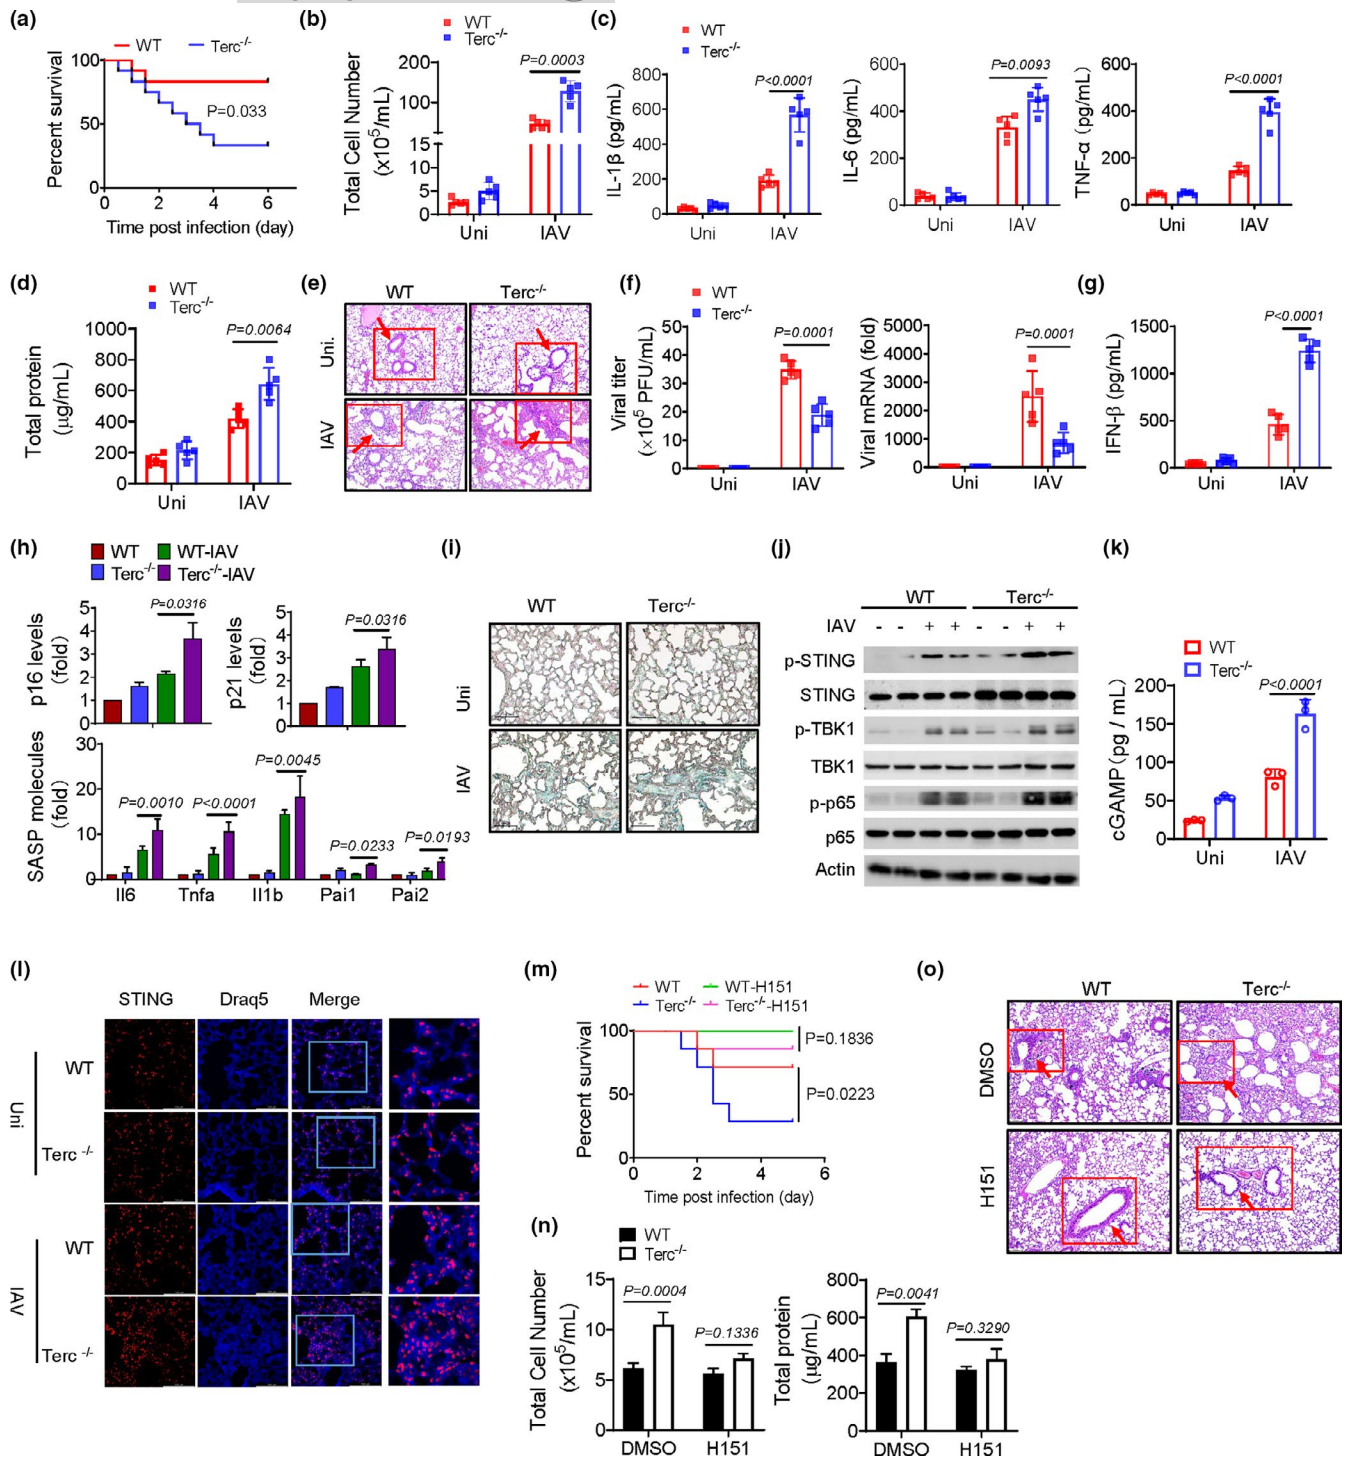 (a)
WT Terc-/-
Percent survival
100
50
0
P=0.033
0 2 4 6
Time post infection (day)
(b)
WT
Terc-/-
Total Cell Number
(x10⁵/mL)
200
100
15
10
5
0
P=0.0003
Uni IAV
(c)
WT
Terc-/-
IL-1β (pg/mL)
800
600
400
200
0
P<0.0001
Uni IAV
IL-6 (pg/mL)
600
400
200
0
P=0.0093
Uni IAV
TNF-α (pg/mL)
600
400
200
0
P<0.0001
Uni IAV
(d)
WT
Terc-/-
Total protein
(μg/mL)
1000
800
600
400
200
0
P=0.0064
Uni IAV
(e)
WT Terc-/-
Uni.
IAV
(f)
WT
Terc-/-
Viral titer
(×10⁵ PFU/mL)
50
40
30
20
10
0
P=0.0001
Uni IAV
Viral mRNA (fold)
5000
4000
3000
2000
1000
0
P=0.0001
Uni IAV
(g)
IFN-β (pg/mL)
1500
1000
500
0
P<0.0001
Uni IAV
(h)
WT WT-IAV
Terc-/- Terc-/--IAV
p16 levels
(fold)
5
4
3
2
1
0
P=0.0316
p21 levels
(fold)
5
4
3
2
1
0
P=0.0316
SASP molecules
(fold)
30
20
10
0
P=0.0010
P<0.0001
P=0.0045
P=0.0233
P=0.0193
Il6 Tnfa Il1b Pai1 Pai2
(i)
WT Terc-/-
Uni
IAV
(j)
WT Terc-/-
IAV - - + + - - + +
p-STING
STING
p-TBK1
TBK1
p-p65
p65
Actin
(k)
WT
Terc-/-
cGAMP (pg / mL)
200
150
100
50
0
P<0.0001
Uni IAV
(l)
STING Draq5 Merge
Uni
WT
Terc -/-
IAV
WT
Terc -/-
(m)
WT WT-H151
Terc-/- Terc-/--H151
Percent survival
100
50
0
P=0.1836
P=0.0223
0 2 4 6
Time post infection (day)
(n)
WT
Terc-/-
Total Cell Number
(x10⁵/mL)
15
10
5
0
P=0.0004
P=0.1336
DMSO H151
Total protein
(μg/mL)
800
600
400
200
0
P=0.0041
P=0.3290
DMSO H151
(o)
WT Terc-/-
DMSO
H151